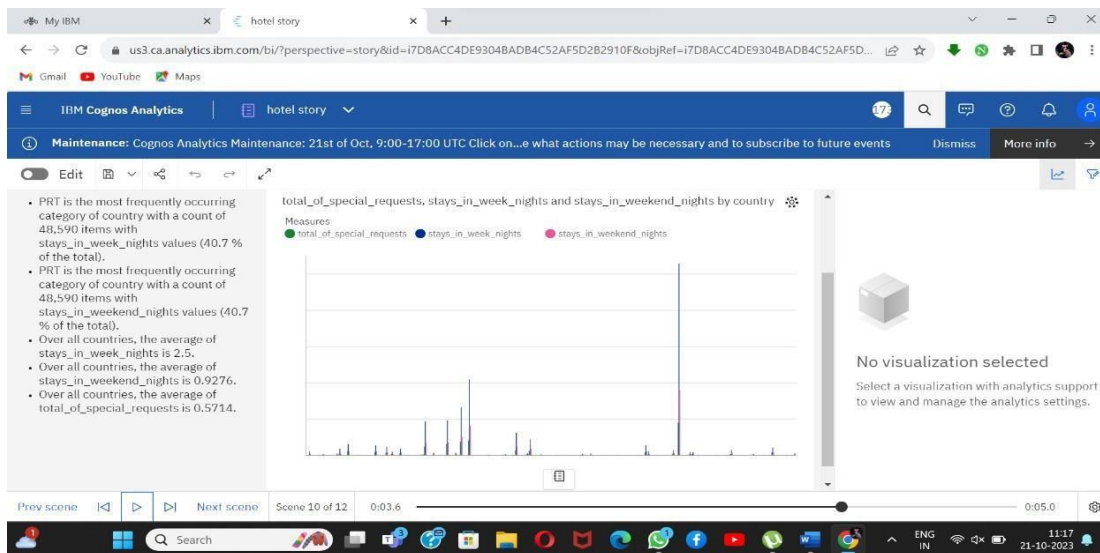 My IBM
hotel story
us3.ca.analytics.ibm.com/bi/?perspective=story&id=i7D8ACC4DE9304BADB4C52AF5D2B2910F&objRef=i7D8ACC4DE9304BADB4C52AF5D...
Gmail YouTube Maps
IBM Cognos Analytics hotel story
Maintenance: Cognos Analytics Maintenance: 21st of Oct, 9:00-17:00 UTC Click on...e what actions may be necessary and to subscribe to future events Dismiss More info
Edit
• PRT is the most frequently occurring
category of country with a count of
48,590 items with
stays_in_week_nights values (40.7 %
of the total).
• PRT is the most frequently occurring
category of country with a count of
48,590 items with
stays_in_weekend_nights values (40.7
% of the total).
• Over all countries, the average of
stays_in_week_nights is 2.5.
• Over all countries, the average of
stays_in_weekend_nights is 0.9276.
• Over all countries, the average of
total_of_special_requests is 0.5714.
total_of_special_requests, stays_in_week_nights and stays_in_weekend_nights by country
Measures
total_of_special_requests stays_in_week_nights stays_in_weekend_nights
No visualization selected
Select a visualization with analytics support
to view and manage the analytics settings.
Prev scene Next scene Scene 10 of 12 0:03.6 0:05.0
Search
ENG
IN
11:17
21-10-2023